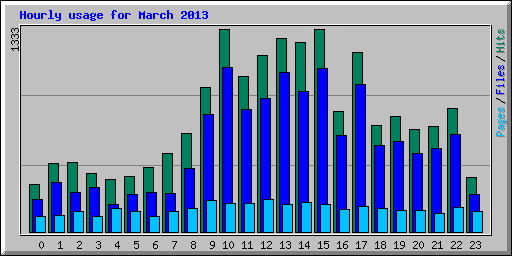 Hourly usage for March 2013
1333
Pages / Files / Hits
0 1 2 3 4 5 6 7 8 9 10 11 12 13 14 15 16 17 18 19 20 21 22 23